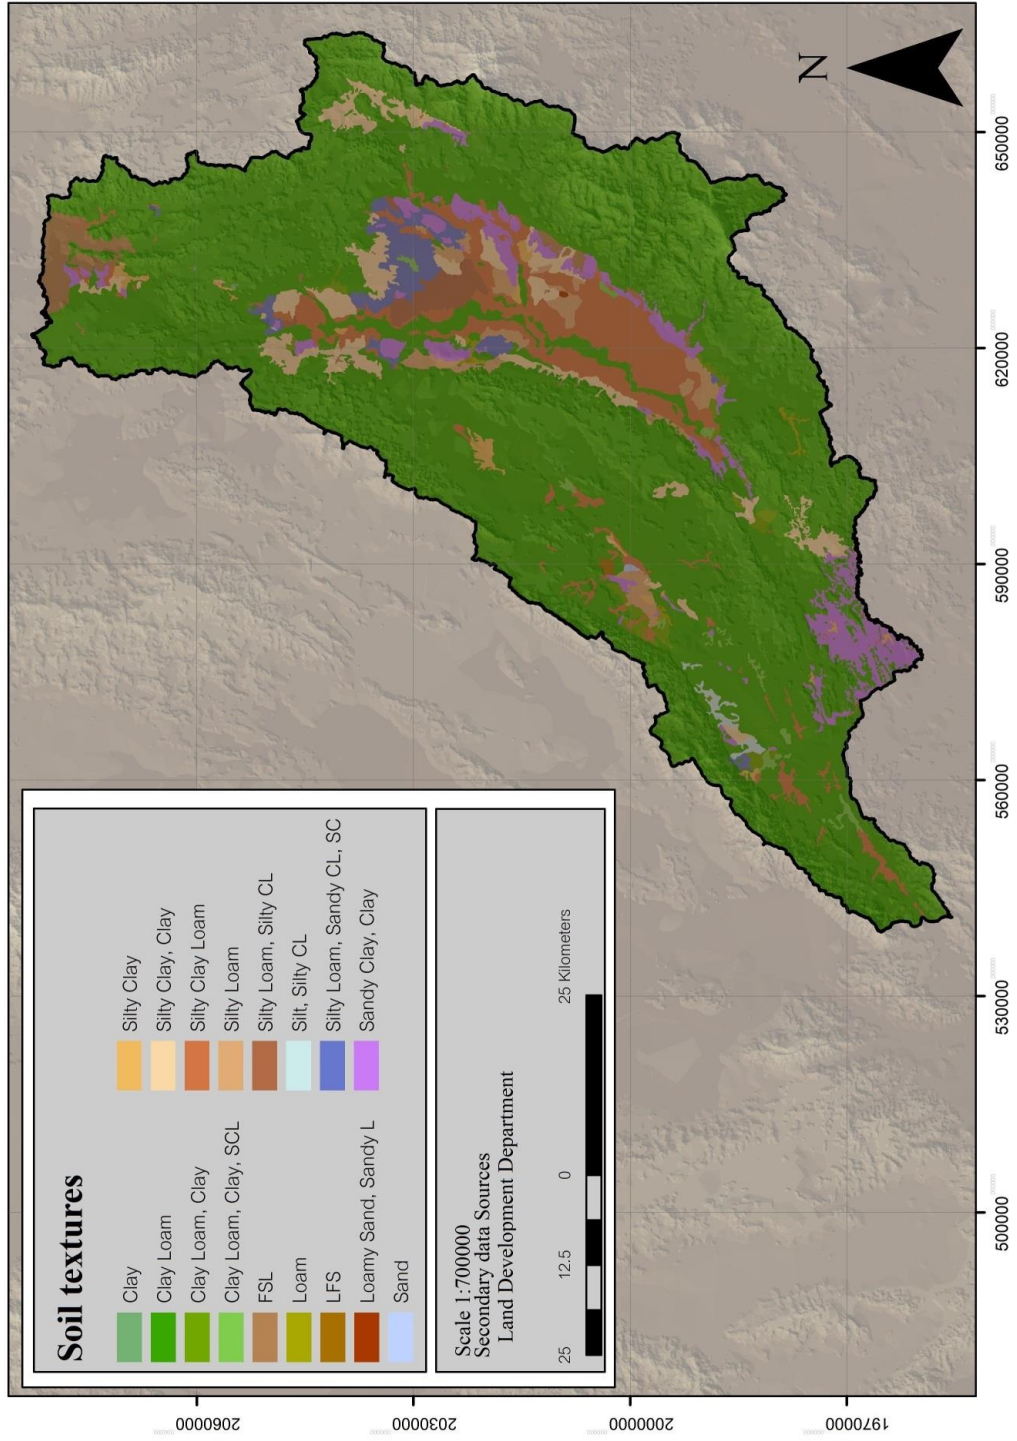 Soil textures
Clay
Clay Loam
Clay Loam, Clay
Clay Loam, Clay, SCL
FSL
Loam
LFS
Loamy Sand, Sandy L
Sand
Silty Clay
Silty Clay, Clay
Silty Clay Loam
Silty Loam
Silty Loam, Silty CL
Silt, Silty CL
Silty Loam, Sandy CL, SC
Sandy Clay, Clay
Scale 1:700000
Secondary data Sources
Land Development Department
25 12.5 0 25 Kilometers
N
500000 530000 560000 590000 620000 650000
2060000
2030000
2000000
1970000